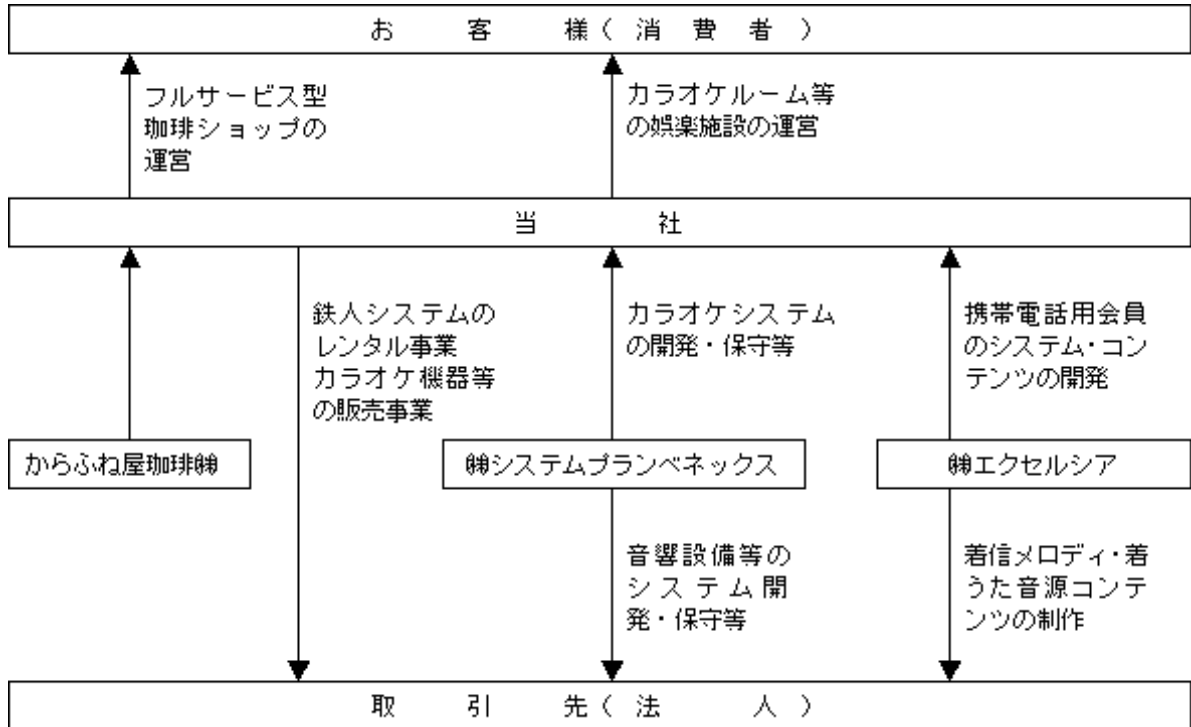 お客様(消費者)
フルサービス型
珈琲ショップの
運営
カラオケルーム等
の娯楽施設の運営
当社
鉄人システムの
レンタル事業
カラオケ機器等
の販売事業
カラオケシステム
の開発・保守等
携帯電話用会員
のシステム・コン
テンツの開発
からふね屋珈琲㈱
㈱システムプランベネックス
㈱エクセルシア
音響設備等の
システム開
発・保守等
着信メロディ・着
うた音源コンテ
ンツの制作
取引先(法人)